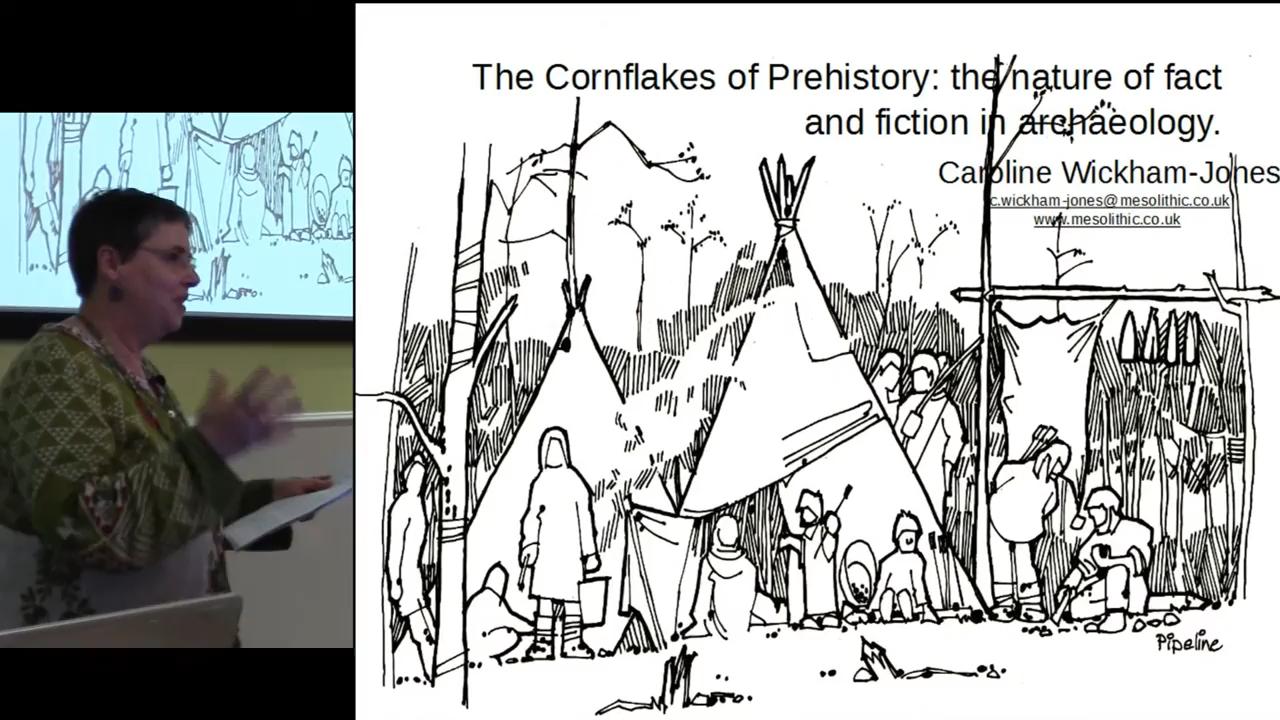 The Cornflakes of Prehistory: the nature of fact
and fiction in archaeology.
Caroline Wickham-Jones
c.wickham-jones@mesolithic.co.uk
www.mesolithic.co.uk
Pipeline